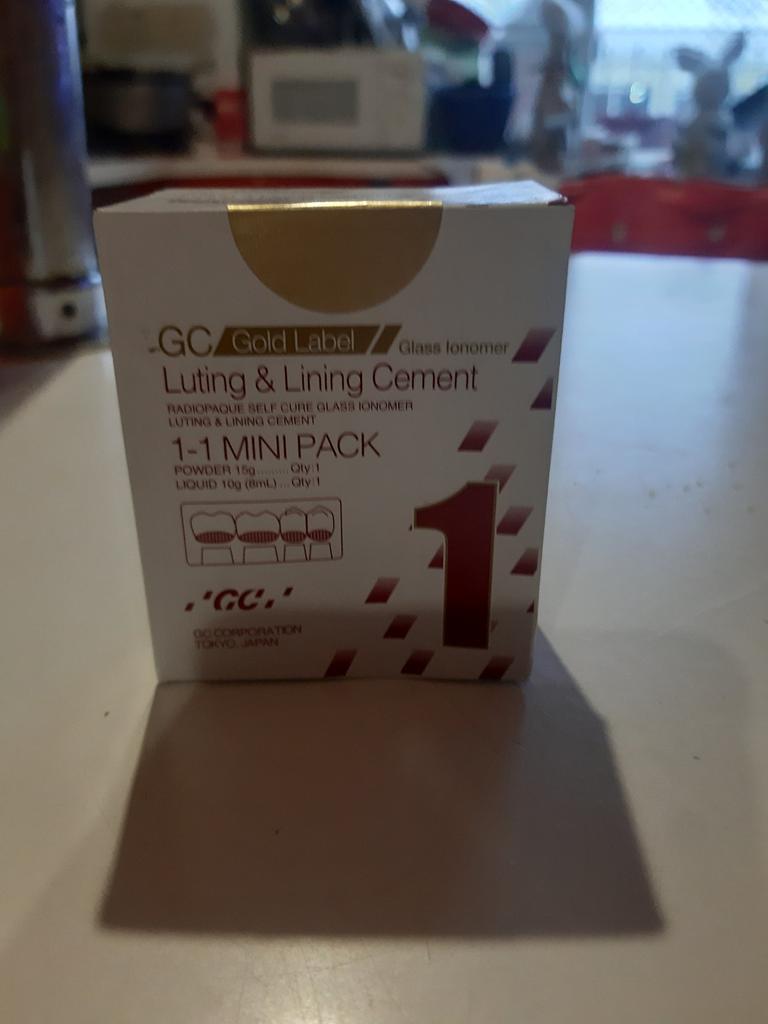 GC Gold Label Glass Ionomer
Luting & Lining Cement
RADIOPAQUE SELF CURE GLASS IONOMER
LUTING & LINING CEMENT
1-1 MINI PACK
POWDER 15g.......... Qty:1
LIQUID 10g (8mL)... Qty:1
1
GC
GC CORPORATION
TOKYO, JAPAN